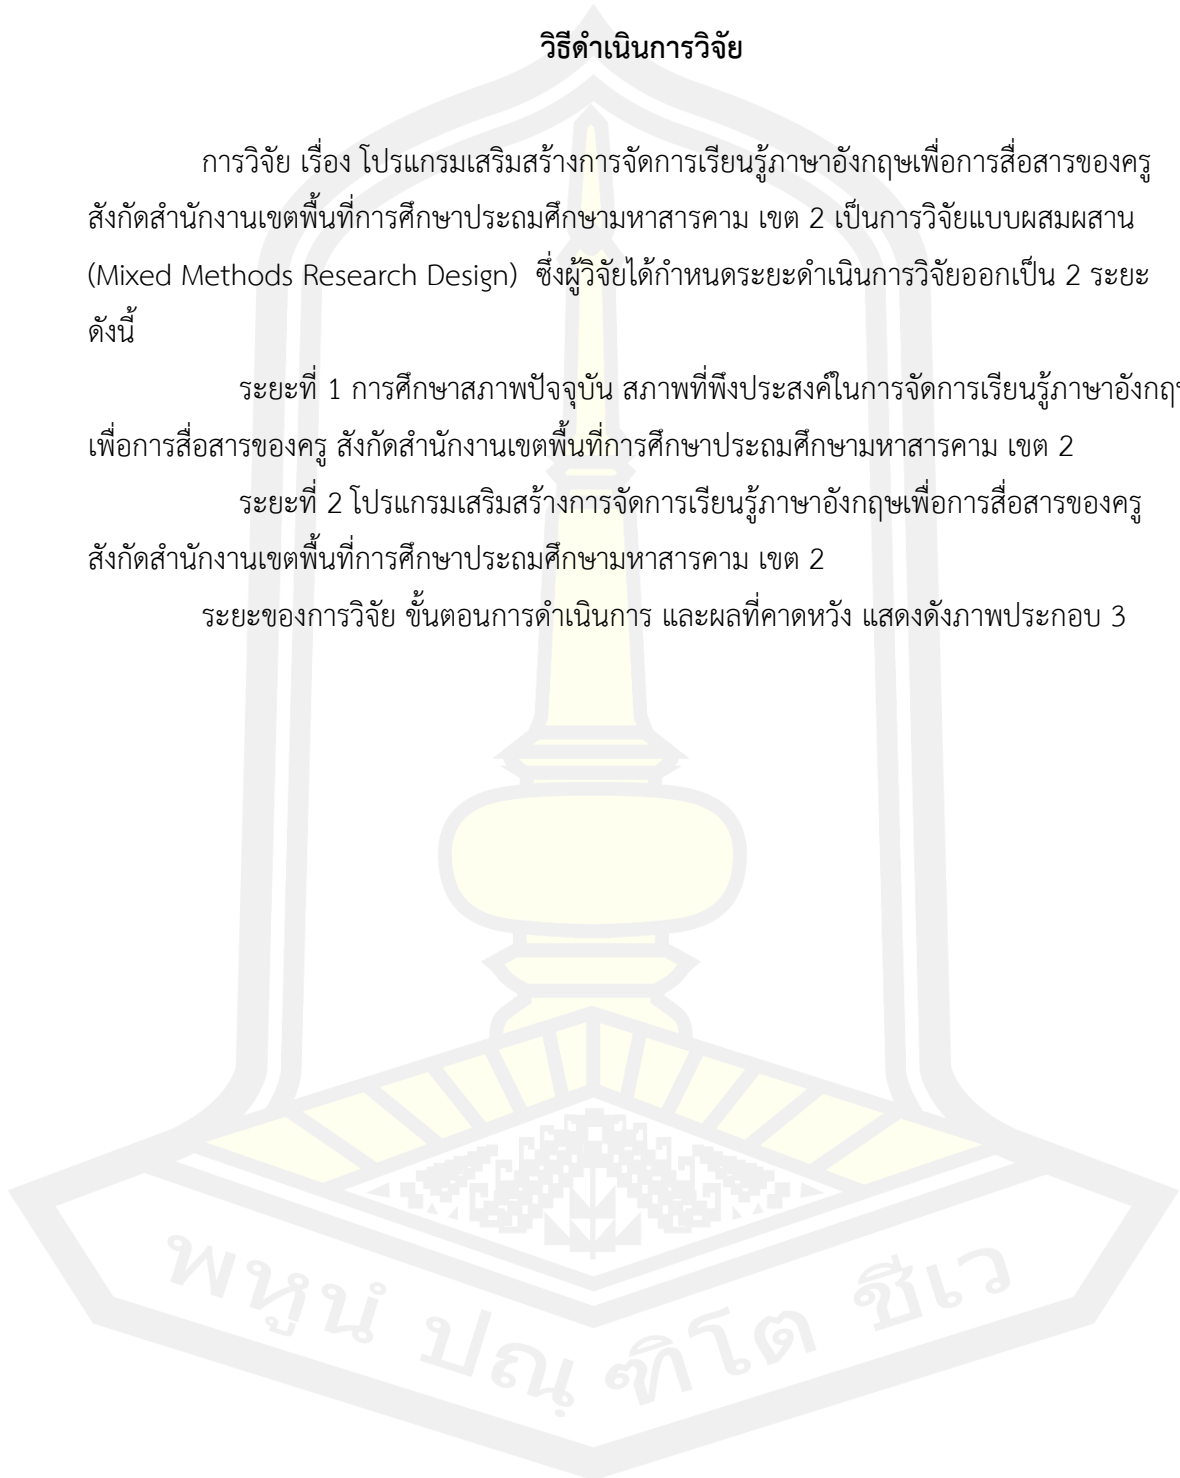 วิธีดำเนินการวิจัย
การวิจัย เรื่อง โปรแกรมเสริมสร้างการจัดการเรียนรู้ภาษาอังกฤษเพื่อการสื่อสารของครู
สังกัดสำนักงานเขตพื้นที่การศึกษาประถมศึกษามหาสารคาม เขต 2 เป็นการวิจัยแบบผสมผสาน
(Mixed Methods Research Design) ซึ่งผู้วิจัยได้กำหนดระยะดำเนินการวิจัยออกเป็น 2 ระยะ
ดังนี้
ระยะที่ 1 การศึกษาสภาพปัจจุบัน สภาพที่พึงประสงค์ในการจัดการเรียนรู้ภาษาอังกฤษ
เพื่อการสื่อสารของครู สังกัดสำนักงานเขตพื้นที่การศึกษาประถมศึกษามหาสารคาม เขต 2
ระยะที่ 2 โปรแกรมเสริมสร้างการจัดการเรียนรู้ภาษาอังกฤษเพื่อการสื่อสารของครู
สังกัดสำนักงานเขตพื้นที่การศึกษาประถมศึกษามหาสารคาม เขต 2
ระยะของการวิจัย ขั้นตอนการดำเนินการ และผลที่คาดหวัง แสดงดังภาพประกอบ 3
พหูนํ ปณฺฑิโต ชีเว